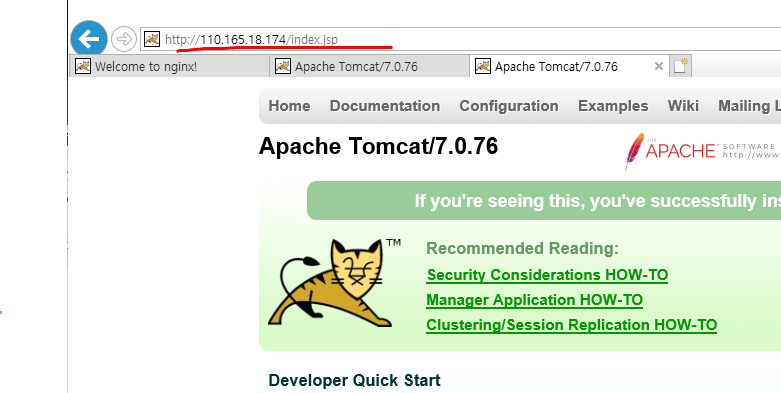 http://110.165.18.174/index.jsp
Welcome to nginx! Apache Tomcat/7.0.76 Apache Tomcat/7.0.76
Home Documentation Configuration Examples Wiki Mailing L
Apache Tomcat/7.0.76
THE
APACHE™ SOFTWARE
http://www.
If you're seeing this, you've successfully ins
TM
Recommended Reading:
Security Considerations HOW-TO
Manager Application HOW-TO
Clustering/Session Replication HOW-TO
Developer Quick Start